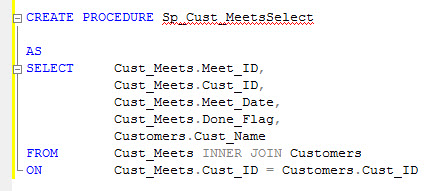 CREATE PROCEDURE Sp_Cust_MeetsSelect
AS
SELECT Cust_Meets.Meet_ID,
Cust_Meets.Cust_ID,
Cust_Meets.Meet_Date,
Cust_Meets.Done_Flag,
Customers.Cust_Name
FROM Cust_Meets INNER JOIN Customers
ON Cust_Meets.Cust_ID = Customers.Cust_ID